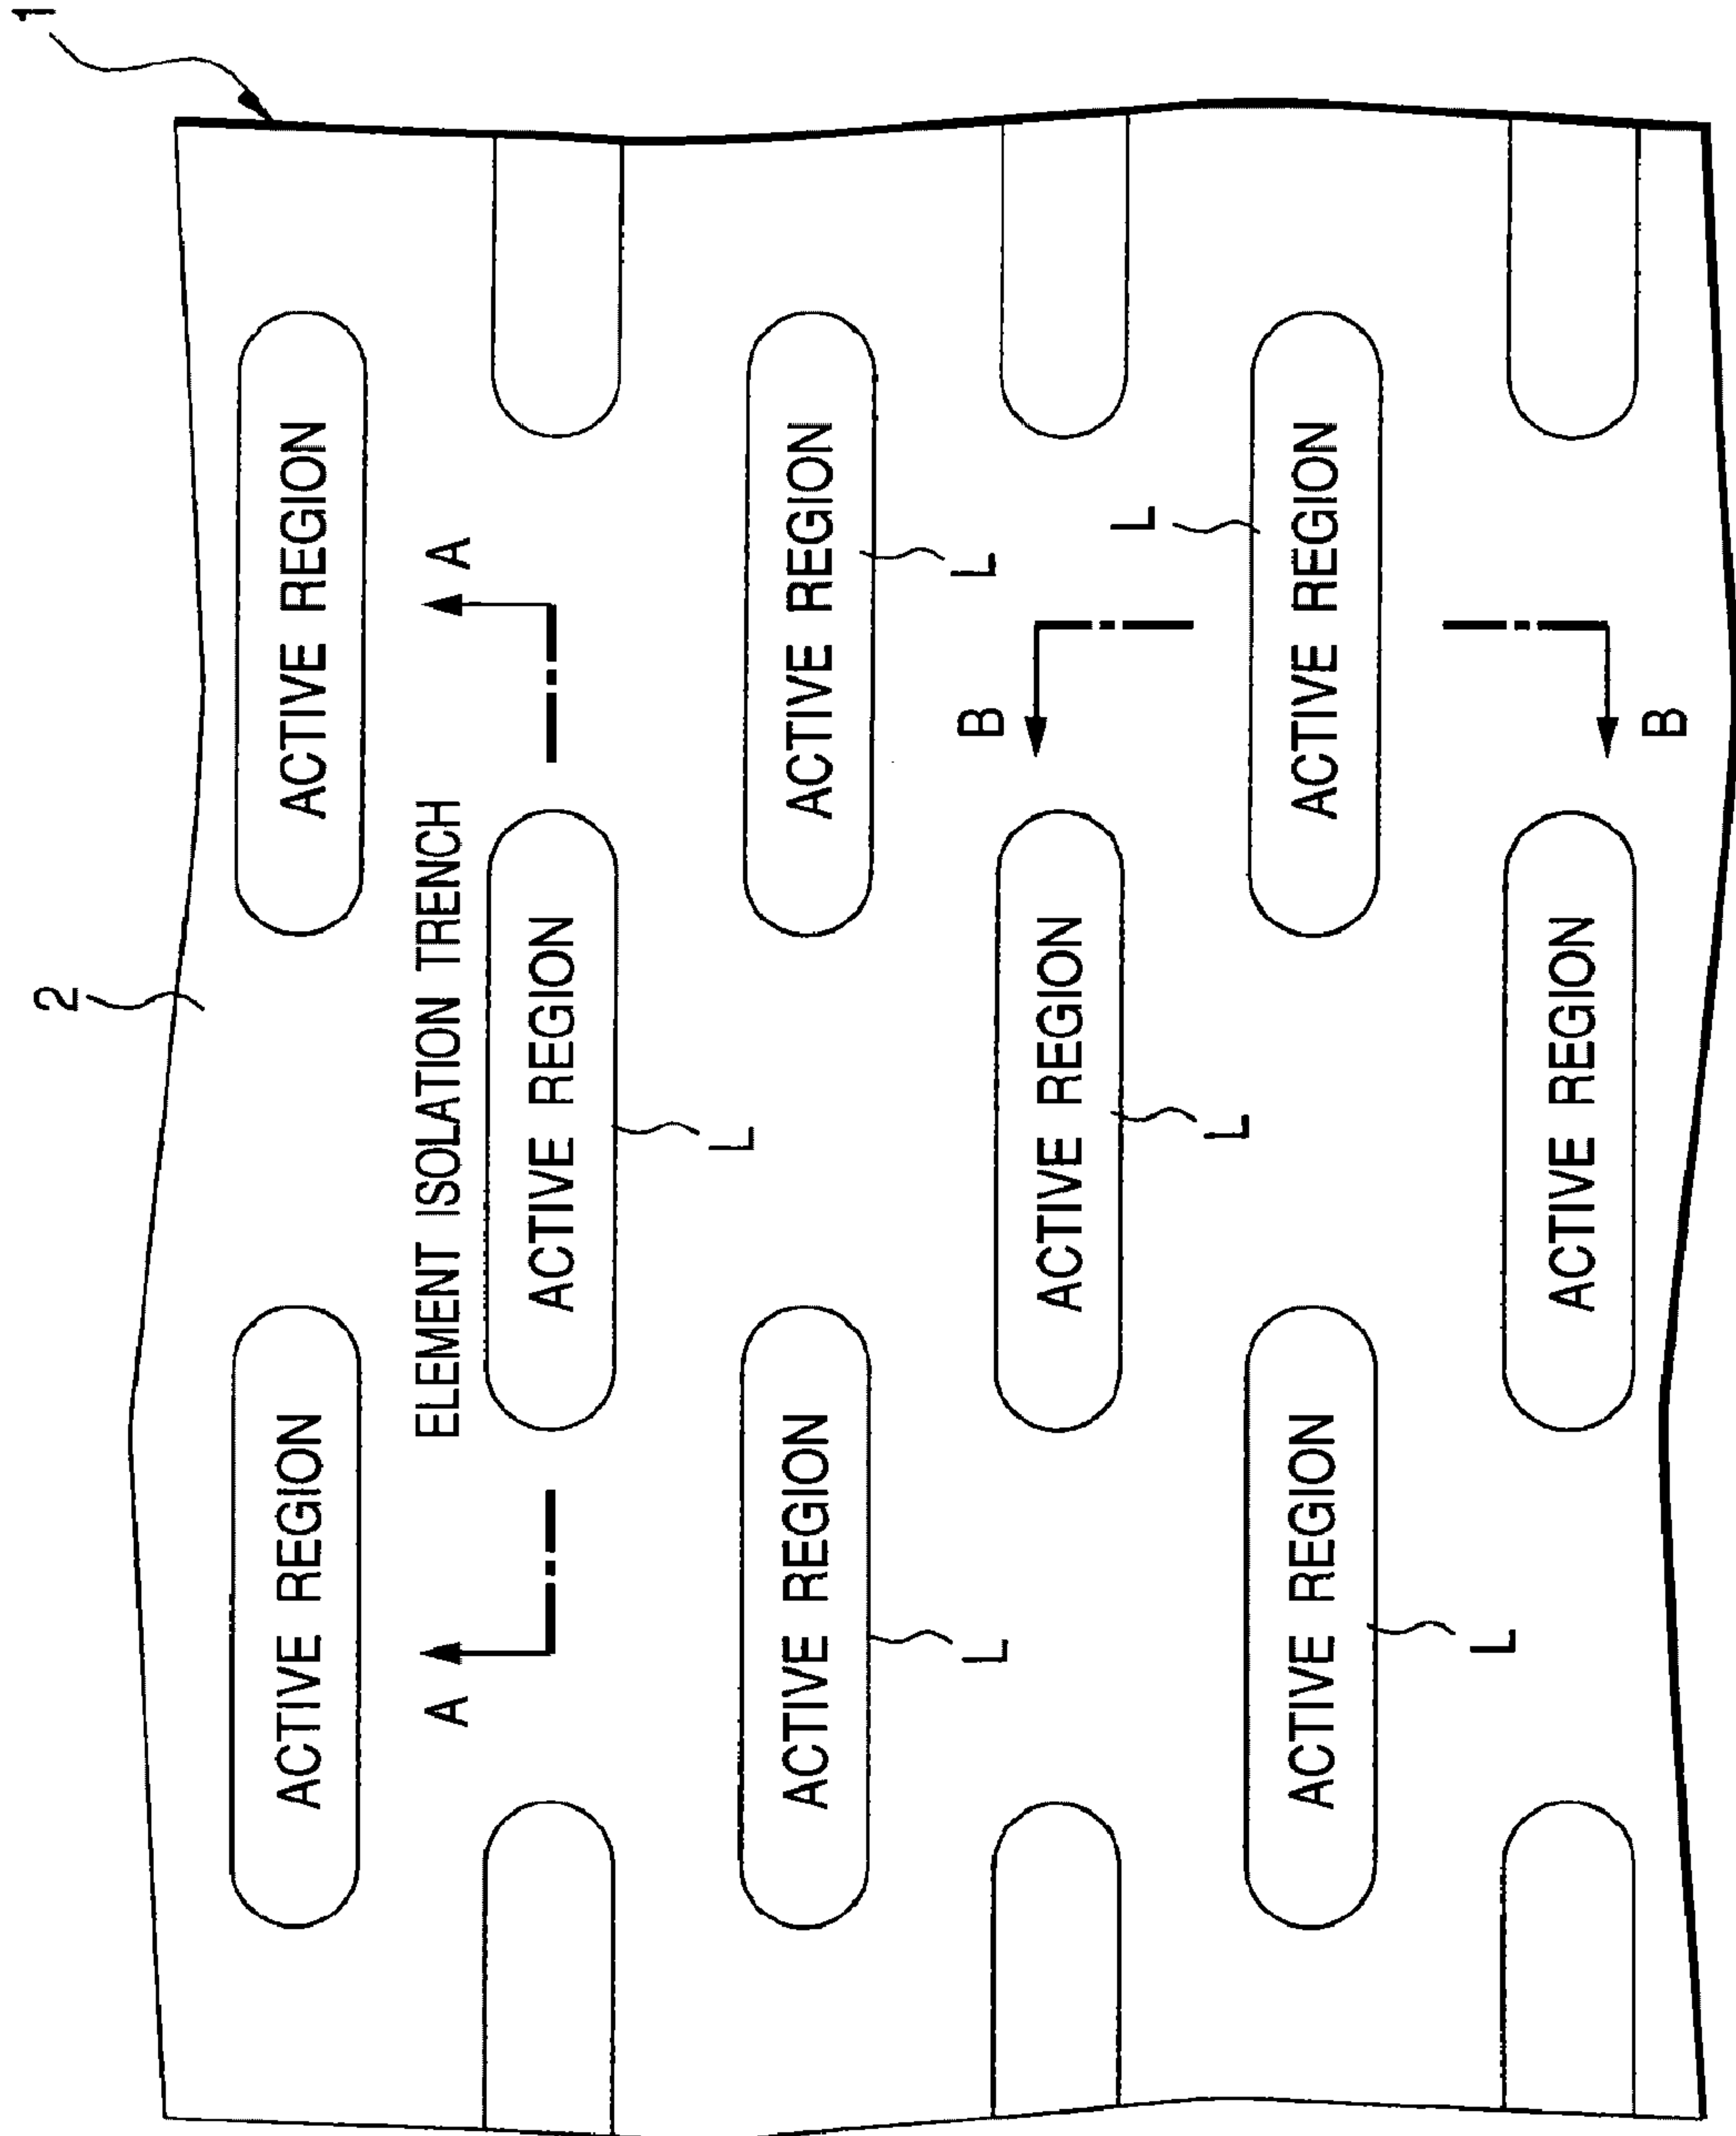 1
2
ACTIVE REGION
ACTIVE REGION
A
ELEMENT ISOLATION TRENCH
A
ACTIVE REGION
L
ACTIVE REGION
ACTIVE REGION
L
B
L
ACTIVE REGION
L
L
ACTIVE REGION
ACTIVE REGION
L
ACTIVE REGION
B